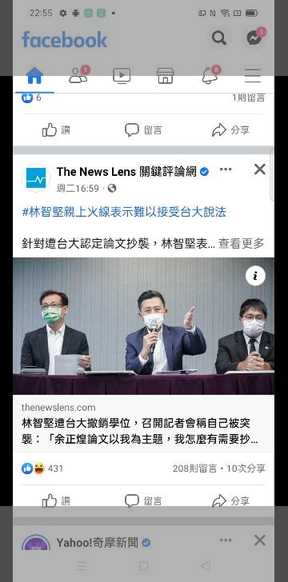 22:55
facebook
1
1
8
6
1則留言
讚
留言
分享
The News Lens 關鍵評論網
週二16:59
#林智堅親上火線表示難以接受台大說法
針對遭台大認定論文抄襲，林智堅表... 查看更多
thenewslens.com
林智堅遭台大撤銷學位，召開記者會稱自己被突
襲：「余正煌論文以我為主題，我怎麼有需要抄...
431
208則留言・10次分享
讚
留言
分享
Yahoo!奇摩新聞